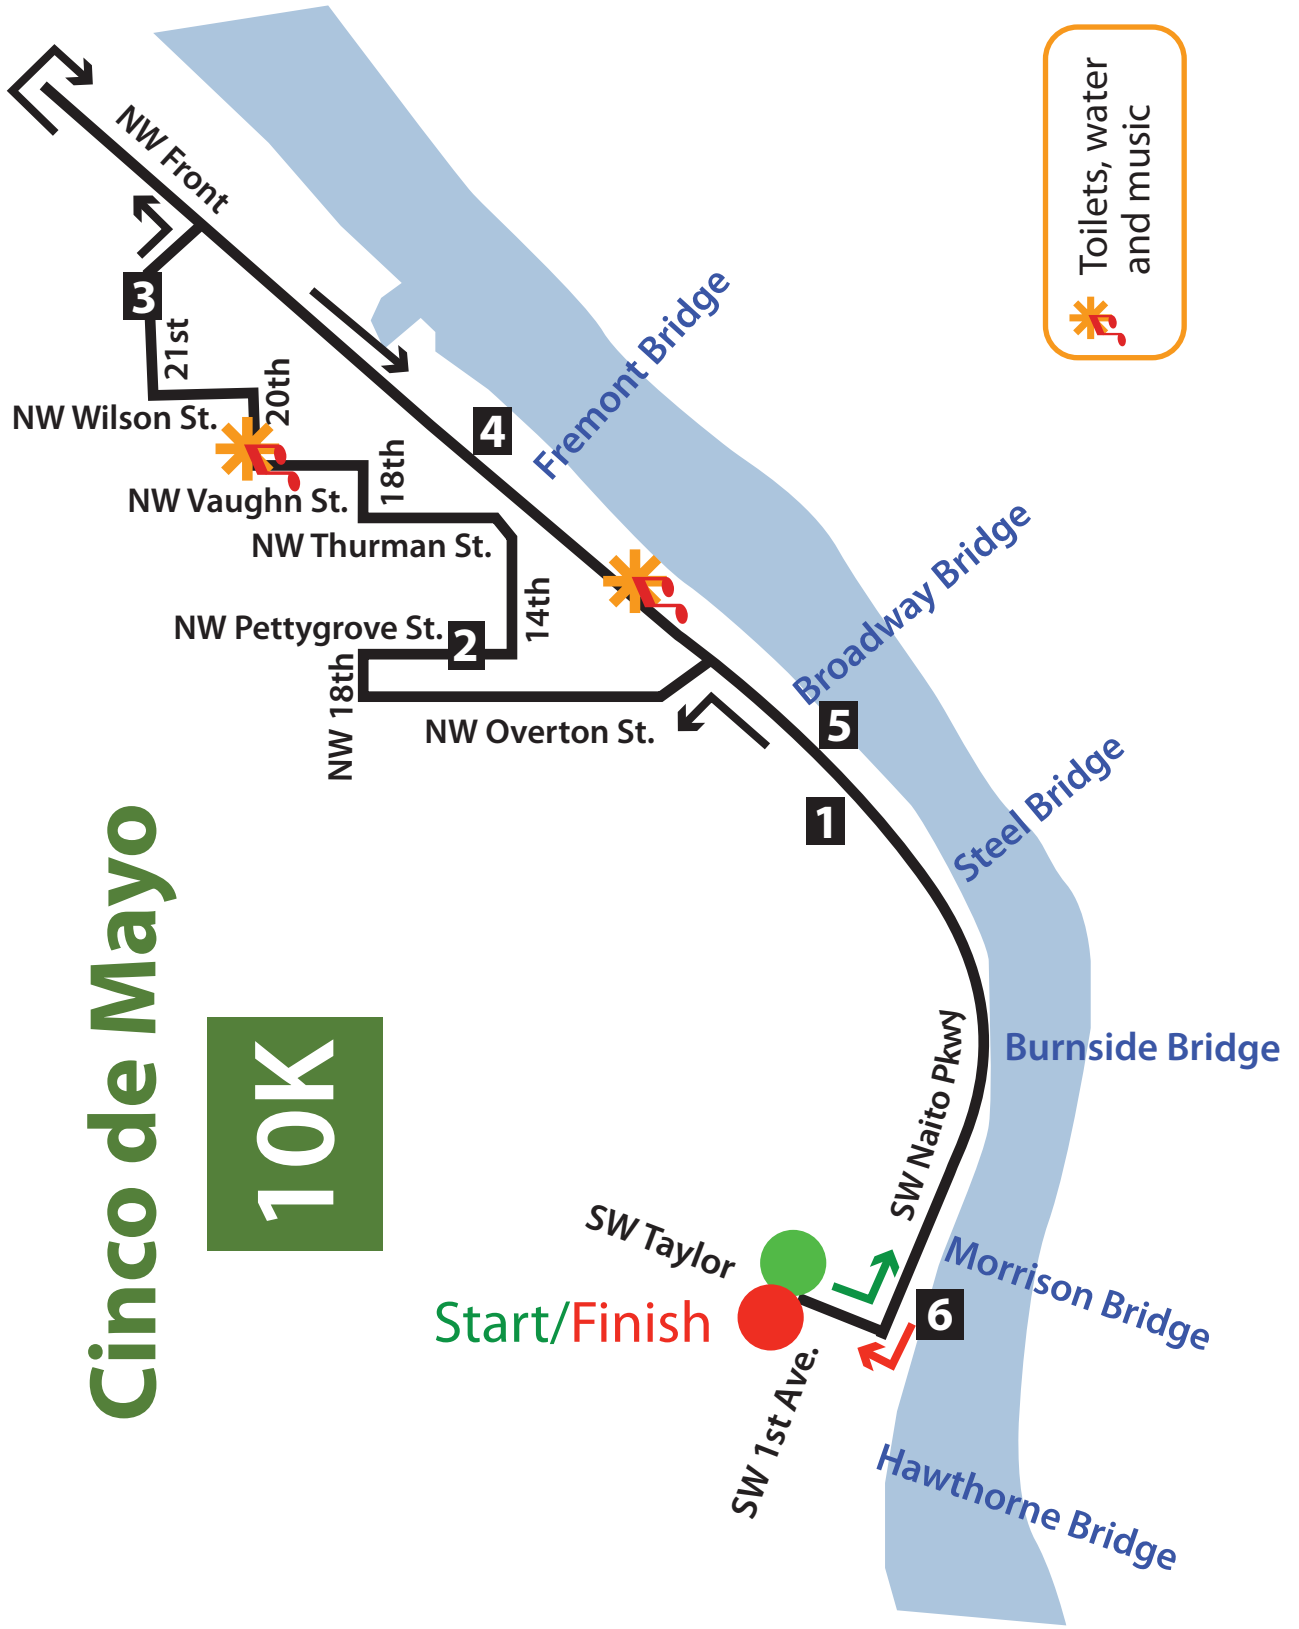 Cinco de Mayo
10K
Toilets, water
and music
NW Front
3
21st
20th
NW Wilson St.
18th
NW Vaughn St.
NW Thurman St.
4
Fremont Bridge
14th
NW Pettygrove St.
2
NW 18th
NW Overton St.
Broadway Bridge
5
1
Steel Bridge
Burnside Bridge
SW Naito Pkwy
SW Taylor
Start/Finish
Morrison Bridge
6
SW 1st Ave.
Hawthorne Bridge